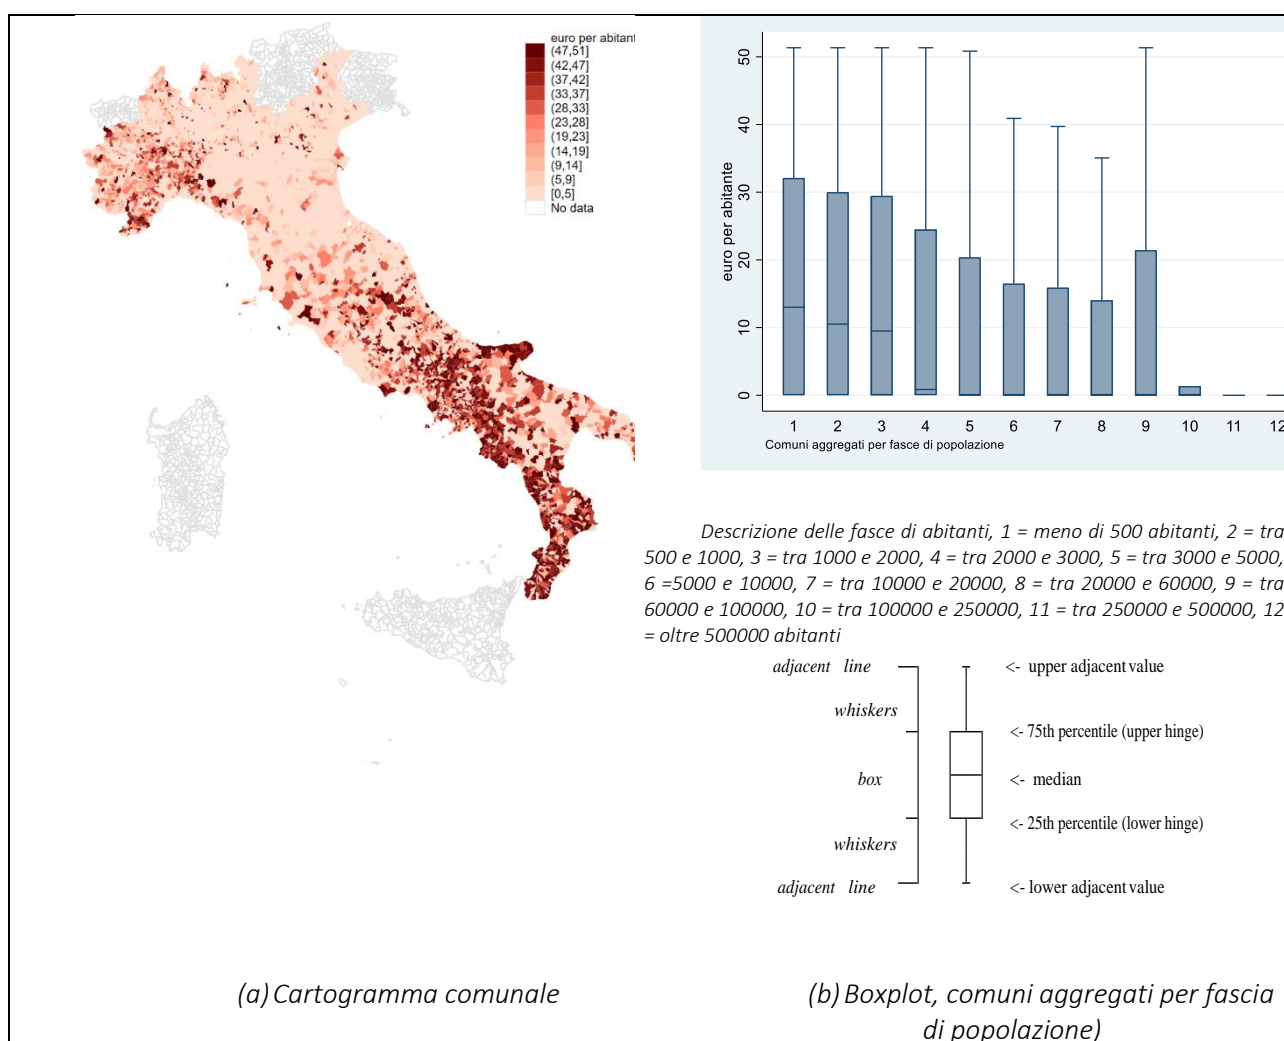 euro per abitant
(47,51]
(42,47]
(37,42]
(33,37]
(28,33]
(23,28]
(19,23]
(14,19]
(9,14]
(5,9]
[0,5]
No data
(a) Cartogramma comunale
euro per abitante
50
40
30
20
10
0
1 2 3 4 5 6 7 8 9 10 11 12
Comuni aggregati per fasce di popolazione
Descrizione delle fasce di abitanti, 1 = meno di 500 abitanti, 2 = tra
500 e 1000, 3 = tra 1000 e 2000, 4 = tra 2000 e 3000, 5 = tra 3000 e 5000,
6 =5000 e 10000, 7 = tra 10000 e 20000, 8 = tra 20000 e 60000, 9 = tra
60000 e 100000, 10 = tra 100000 e 250000, 11 = tra 250000 e 500000, 12
= oltre 500000 abitanti
adjacent line <- upper adjacent value
whiskers
<- 75th percentile (upper hinge)
box <- median
<- 25th percentile (lower hinge)
whiskers
adjacent line <- lower adjacent value
(b) Boxplot, comuni aggregati per fascia
di popolazione)